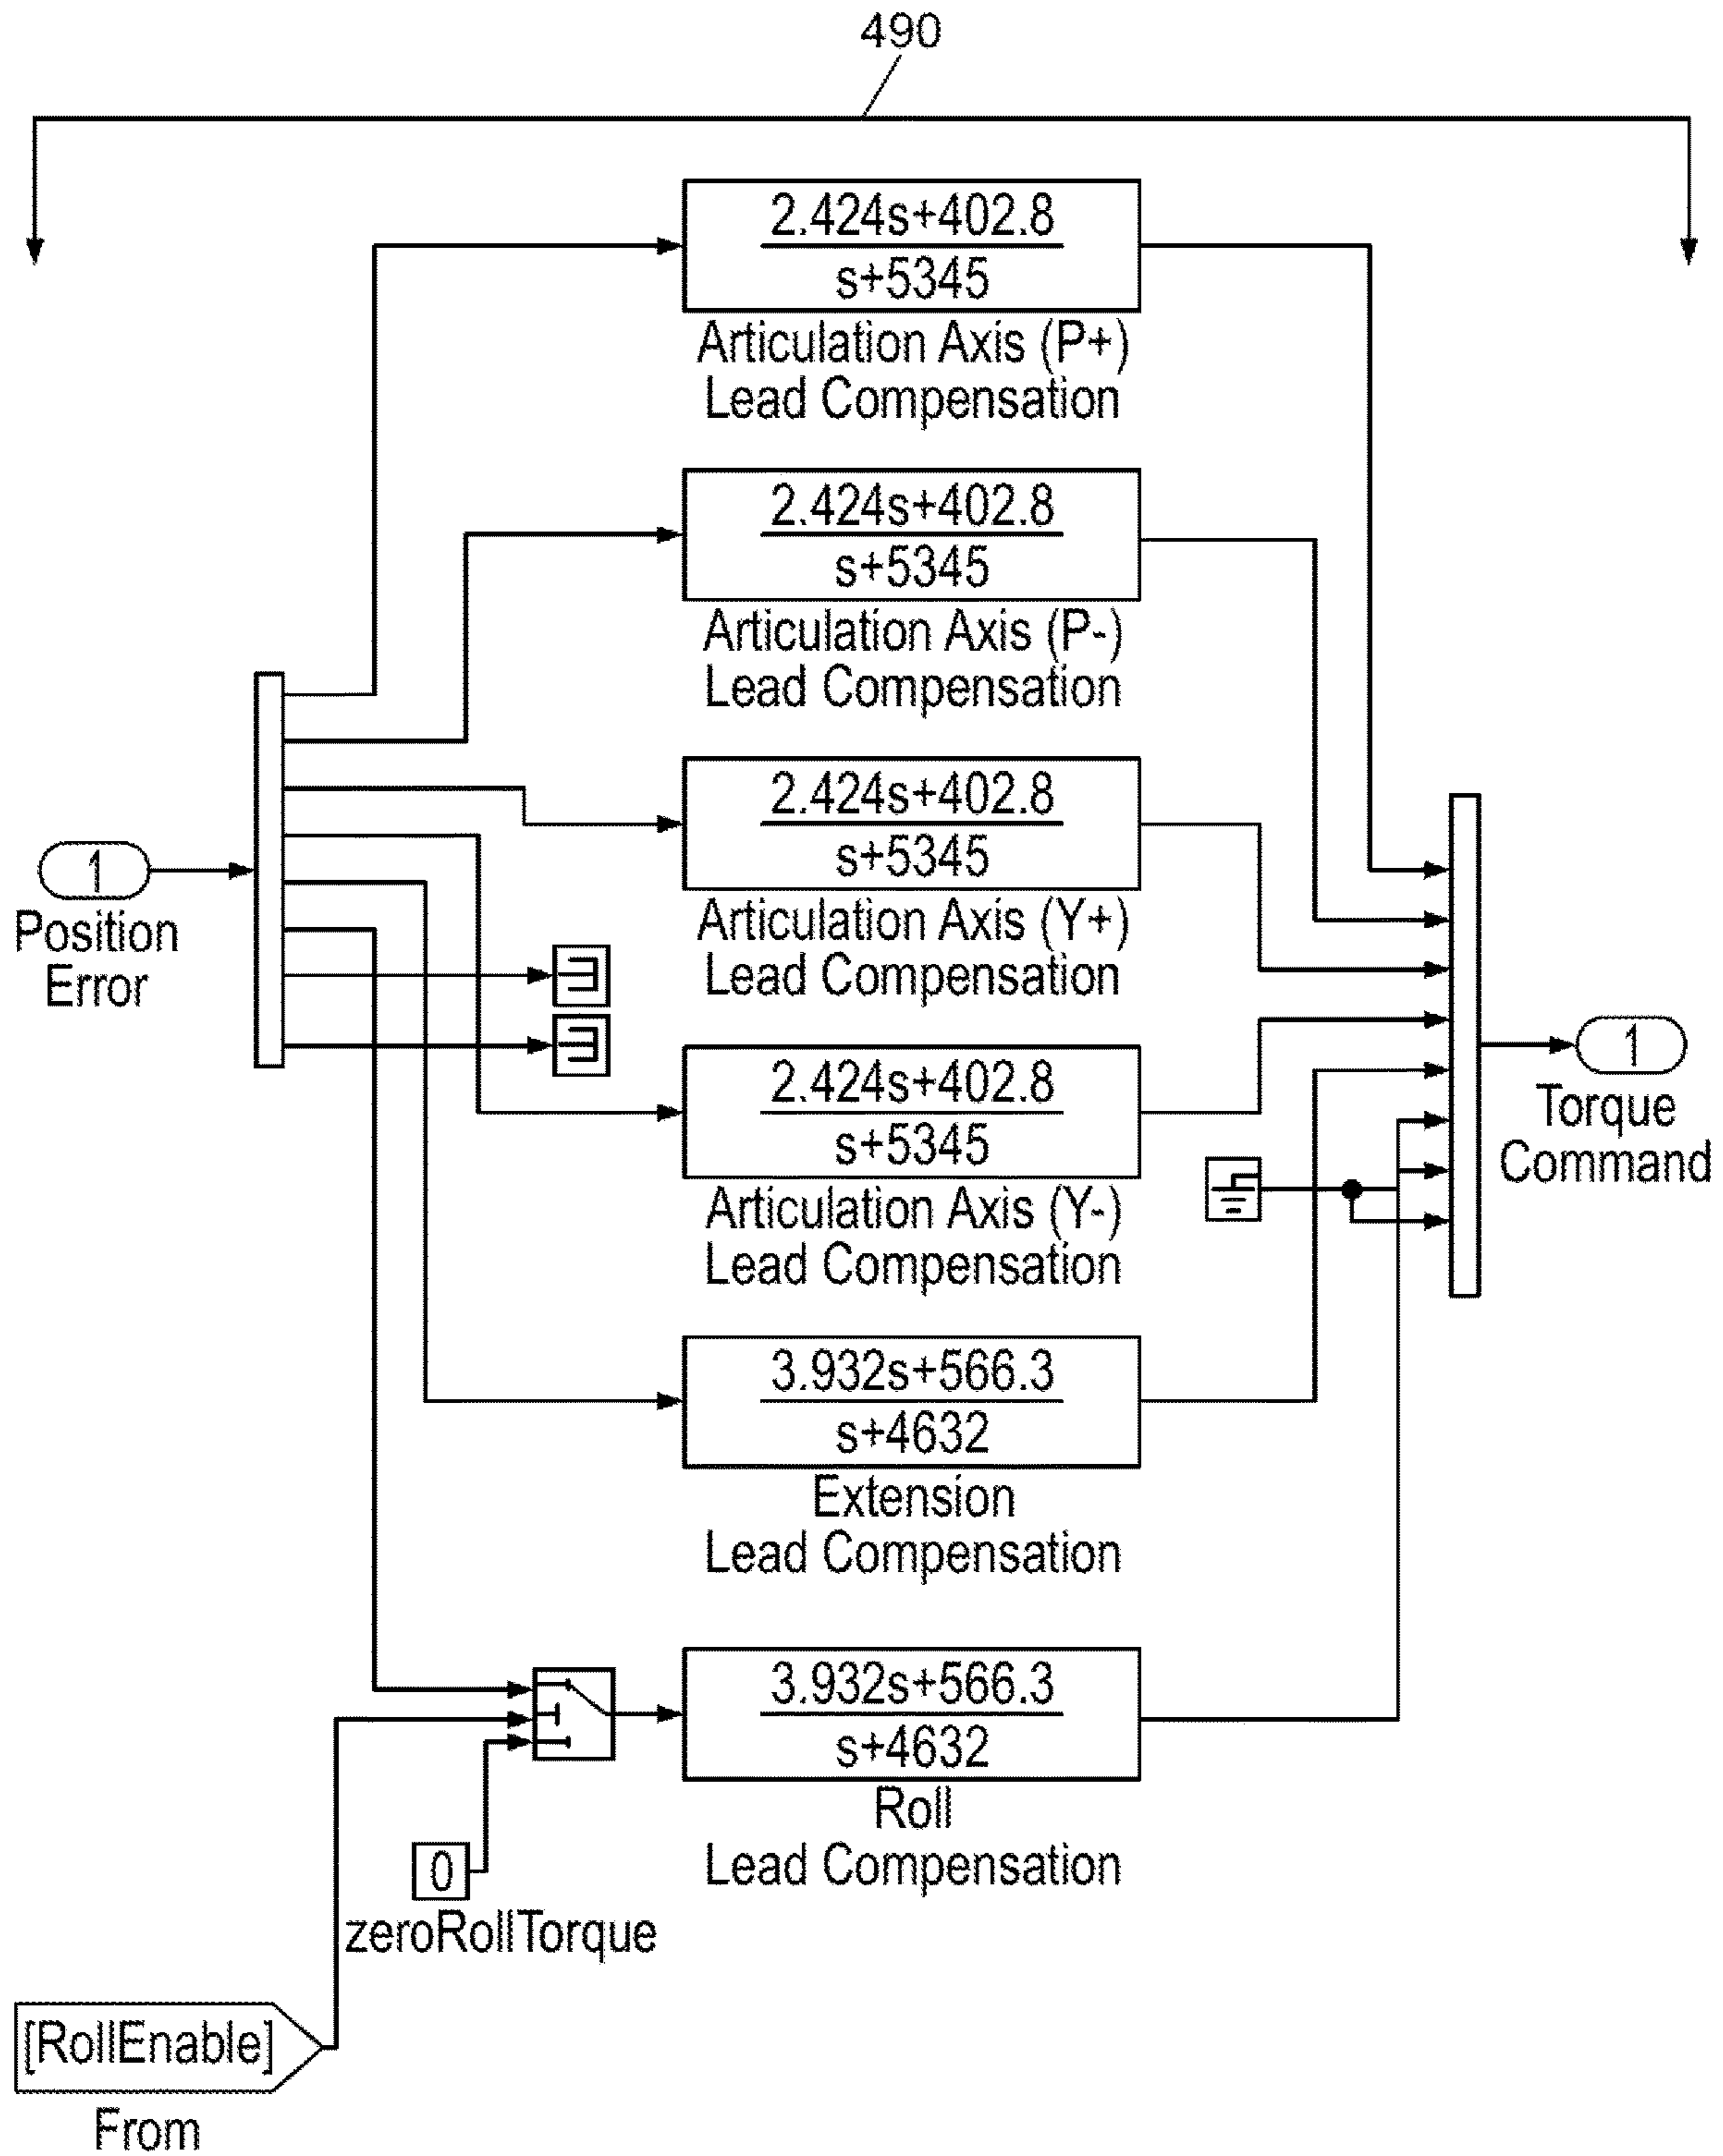 490
2.424s+402.8
s+5345
Articulation Axis (P+)
Lead Compensation
2.424s+402.8
s+5345
Articulation Axis (P-)
Lead Compensation
2.424s+402.8
s+5345
Articulation Axis (Y+)
Lead Compensation
1
Position
Error
2.424s+402.8
s+5345
Articulation Axis (Y-)
Lead Compensation
1
Torque
Command
3.932s+566.3
s+4632
Extension
Lead Compensation
3.932s+566.3
s+4632
Roll
Lead Compensation
0
zeroRollTorque
[RollEnable]
From